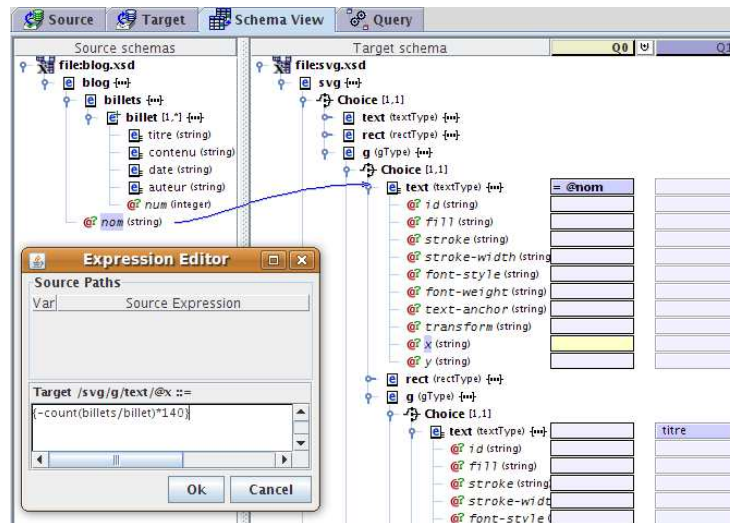 Source Target Schema View Query
Source schemas
file:blog.xsd
blog
billets
billet [1,*]
titre (string)
contenu (string)
date (string)
auteur (string)
@? num (integer)
@? nom (string)
Target schema Q0 Q1
file:svg.xsd
svg
Choice [1,1]
text (textType)
rect (rectType)
g (gType)
Choice [1,1]
text (textType) = @nom
@? id (string)
@? fill (string)
@? stroke (string)
@? stroke-width (string
@? font-style (string)
@? font-weight (string)
@? text-anchor (string)
@? transform (string)
@? x (string)
@? y (string)
rect (rectType)
g (gType)
Choice [1,1]
text (textType) titre
@? id (string)
@? fill (string)
@? stroke (string
@? stroke-widt
@? font-style (
Expression Editor
Source Paths
Var Source Expression
Target /svg/g/text/@x ::=
{-count(billets/billet)*140}
Ok Cancel